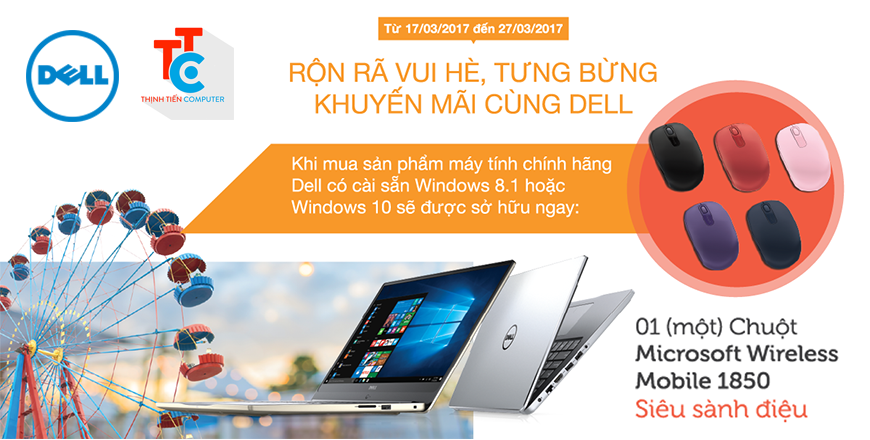 DELL
TTC
THỊNH TIẾN COMPUTER
Từ 17/03/2017 đến 27/03/2017
RỘN RÃ VUI HÈ, TƯNG BỪNG
KHUYẾN MÃI CÙNG DELL
Khi mua sản phẩm máy tính chính hãng
Dell có cài sẵn Windows 8.1 hoặc
Windows 10 sẽ được sở hữu ngay:
DELL
01 (một) Chuột
Microsoft Wireless
Mobile 1850
Siêu sành điệu